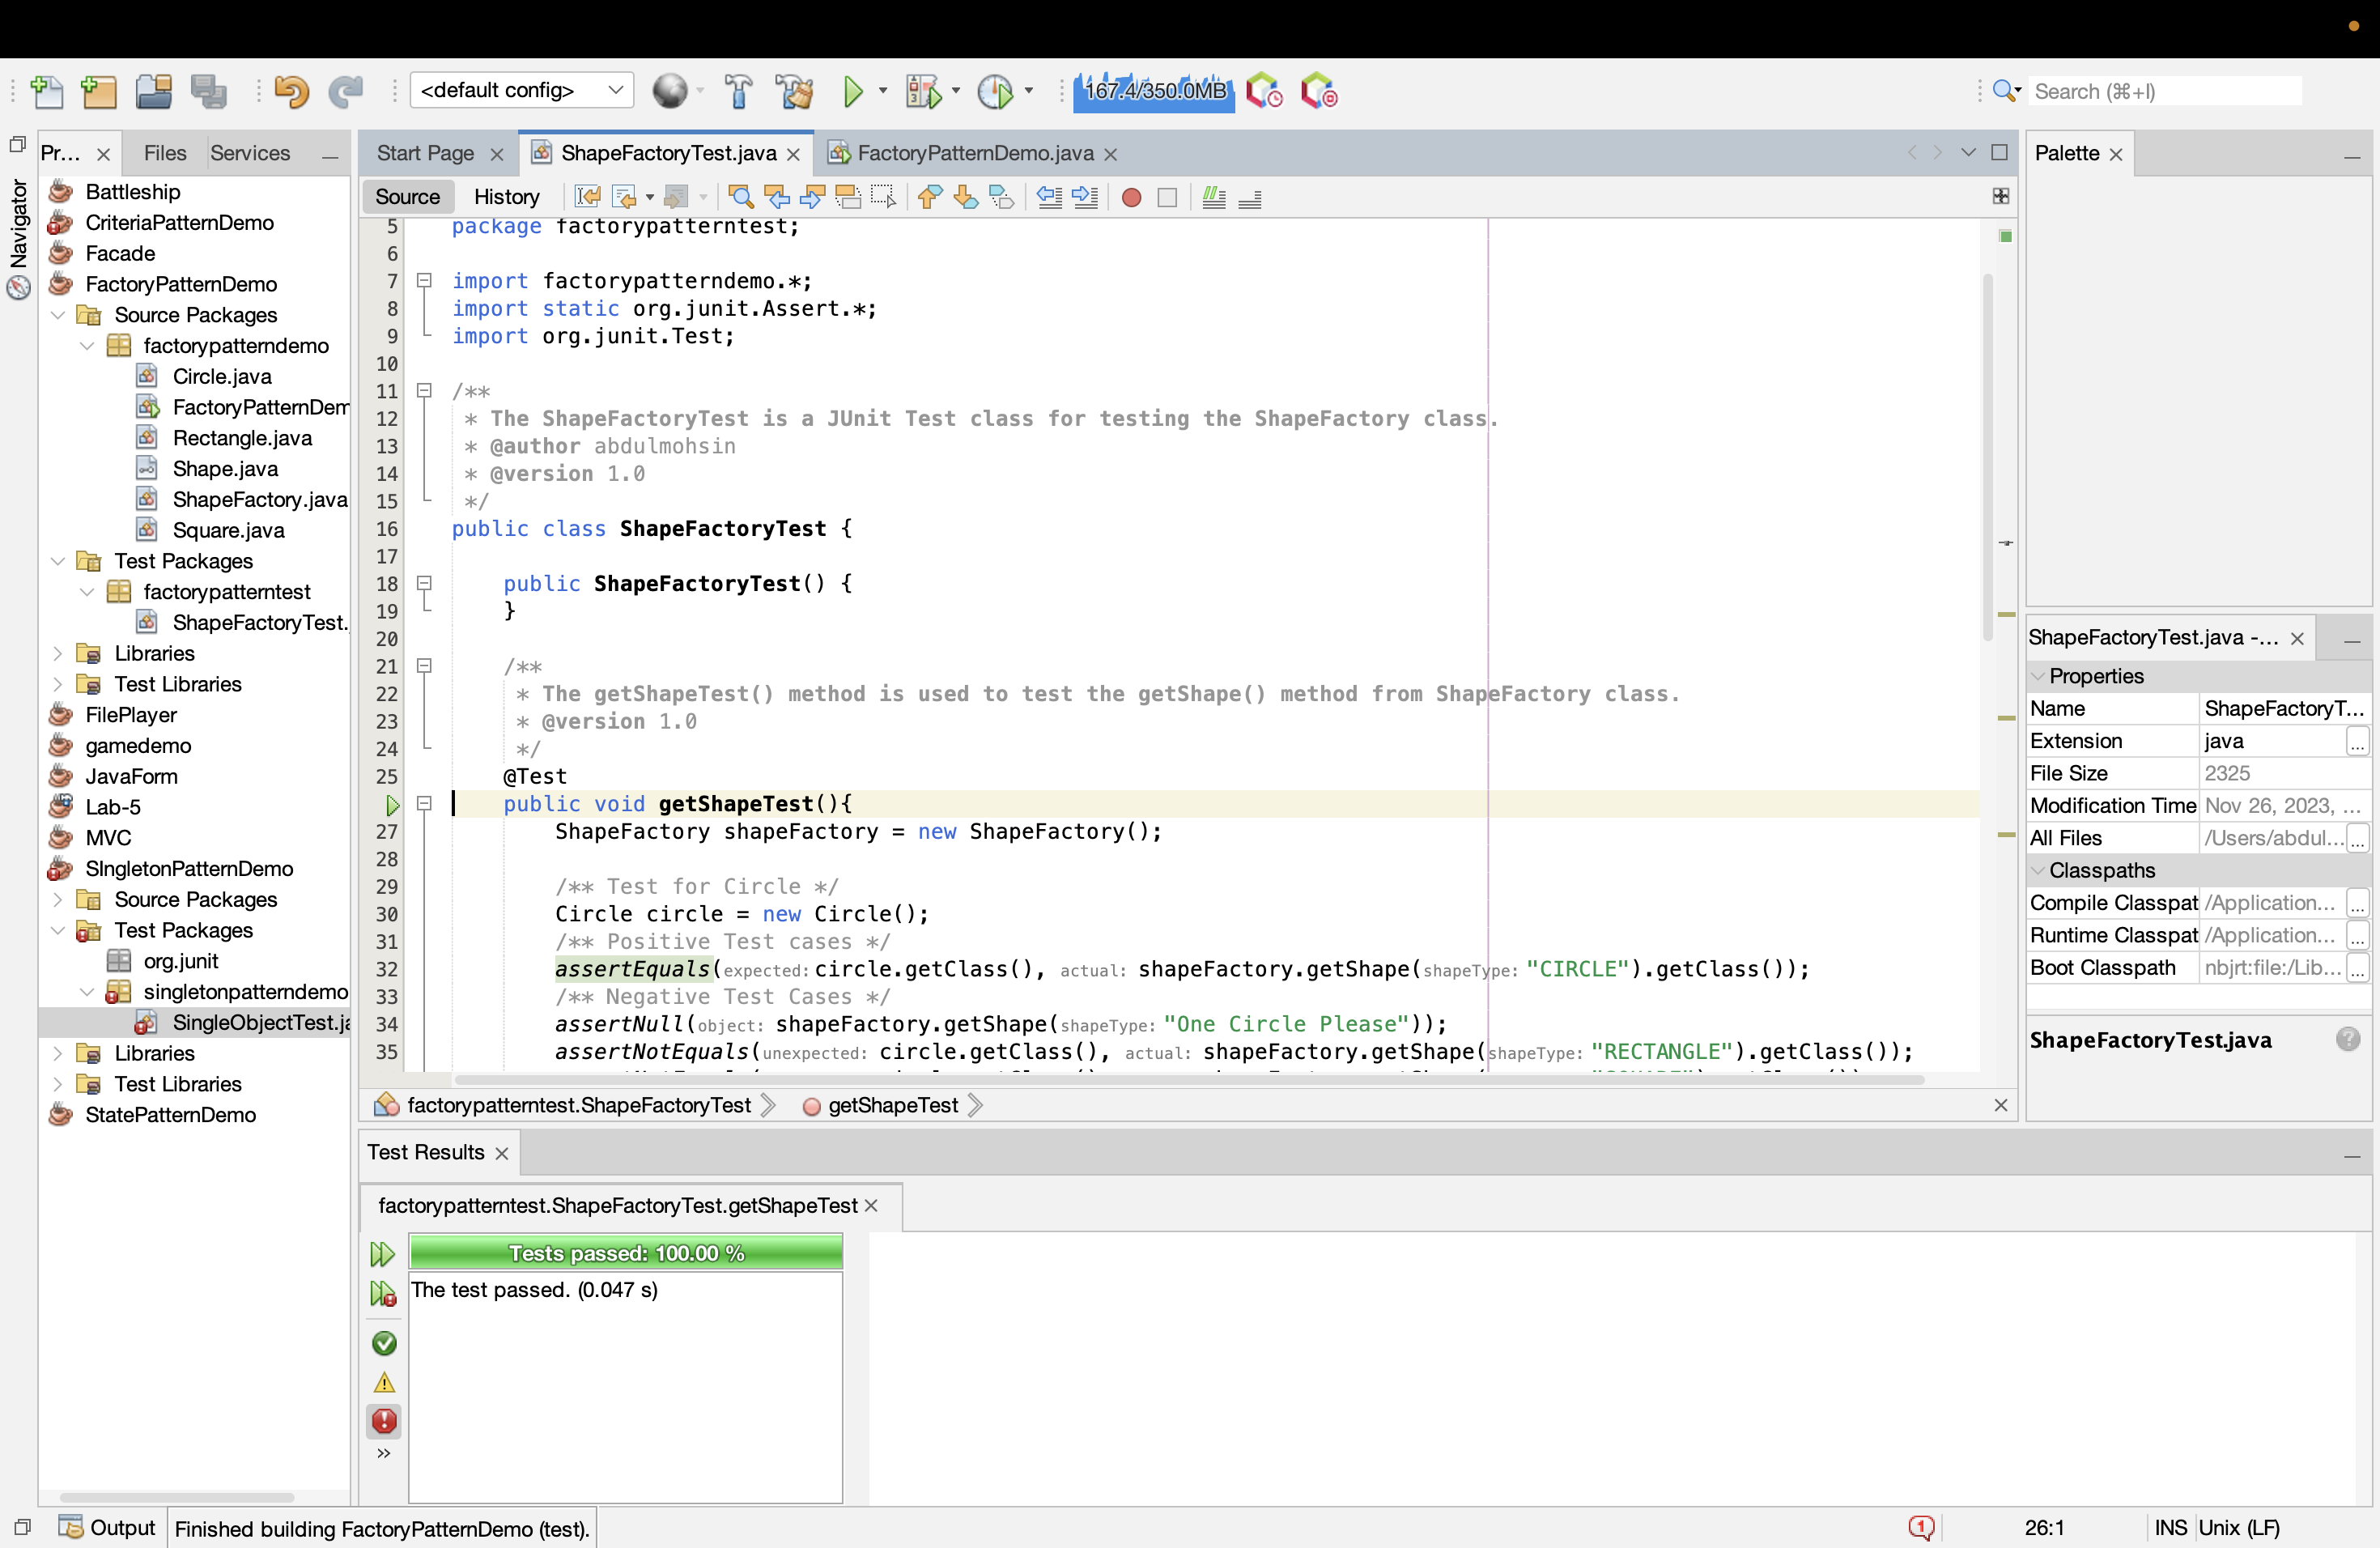 <default config>
167.4/350.0MB
Search (⌘+I)
Pr...
Files
Services
Navigator
Battleship
CriteriaPatternDemo
Facade
FactoryPatternDemo
Source Packages
factorypatterndemo
Circle.java
FactoryPatternDem
Rectangle.java
Shape.java
ShapeFactory.java
Square.java
Test Packages
factorypatterntest
ShapeFactoryTest.
Libraries
Test Libraries
FilePlayer
gamedemo
JavaForm
Lab-5
MVC
SIngletonPatternDemo
Source Packages
Test Packages
org.junit
singletonpatterndemo
SingleObjectTest.ja
Libraries
Test Libraries
StatePatternDemo
Start Page
ShapeFactoryTest.java
FactoryPatternDemo.java
Source
History
5 package factorypatterntest;
6
7 import factorypatterndemo.*;
8 import static org.junit.Assert.*;
9 import org.junit.Test;
10
11 /**
12 * The ShapeFactoryTest is a JUnit Test class for testing the ShapeFactory class.
13 * @author abdulmohsin
14 * @version 1.0
15 */
16 public class ShapeFactoryTest {
17
18 public ShapeFactoryTest() {
19 }
20
21 /**
22 * The getShapeTest() method is used to test the getShape() method from ShapeFactory class.
23 * @version 1.0
24 */
25 @Test
public void getShapeTest(){
27 ShapeFactory shapeFactory = new ShapeFactory();
28
29 /** Test for Circle */
30 Circle circle = new Circle();
31 /** Positive Test cases */
32 assertEquals(expected: circle.getClass(), actual: shapeFactory.getShape(shapeType: "CIRCLE").getClass());
33 /** Negative Test Cases */
34 assertNull(object: shapeFactory.getShape(shapeType: "One Circle Please"));
35 assertNotEquals(unexpected: circle.getClass(), actual: shapeFactory.getShape(shapeType: "RECTANGLE").getClass());
factorypatterntest.ShapeFactoryTest
getShapeTest
Palette
ShapeFactoryTest.java -...
Properties
Name ShapeFactoryT...
Extension java ...
File Size 2325
Modification Time Nov 26, 2023, ...
All Files /Users/abdul... ...
Classpaths
Compile Classpat /Application... ...
Runtime Classpat /Application... ...
Boot Classpath nbjrt:file:/Lib... ...
ShapeFactoryTest.java
?
Test Results
factorypatterntest.ShapeFactoryTest.getShapeTest
Tests passed: 100.00 %
The test passed. (0.047 s)
Output
Finished building FactoryPatternDemo (test).
1
26:1
INS
Unix (LF)